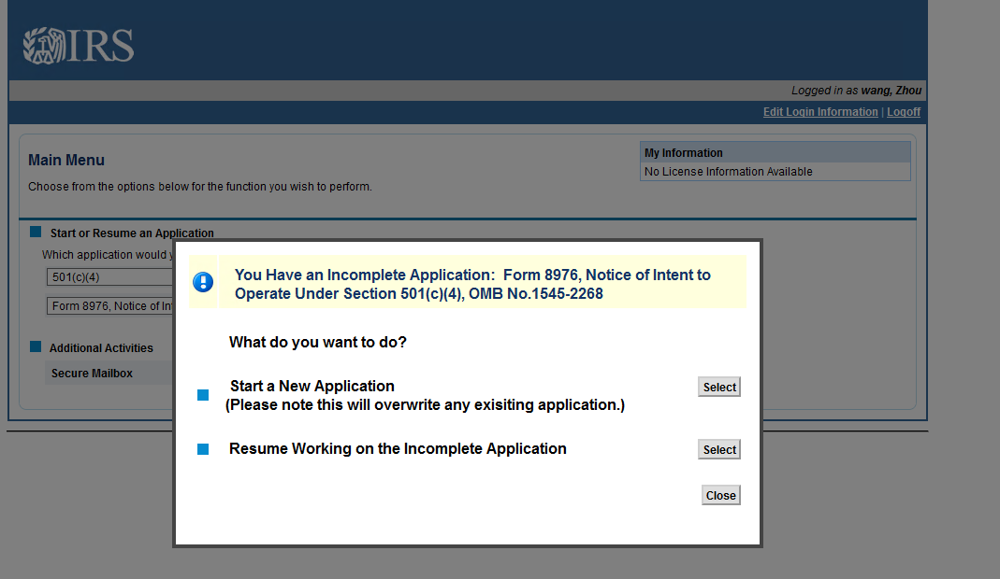 IRS
Logged in as wang, Zhou
Edit Login Information | Logoff
Main Menu
Choose from the options below for the function you wish to perform.
My Information
No License Information Available
Start or Resume an Application
Which application would y
501(c)(4)
Form 8976, Notice of Int
Additional Activities
Secure Mailbox
You Have an Incomplete Application: Form 8976, Notice of Intent to
Operate Under Section 501(c)(4), OMB No.1545-2268
What do you want to do?
Start a New Application
(Please note this will overwrite any exisiting application.)
Select
Resume Working on the Incomplete Application
Select
Close